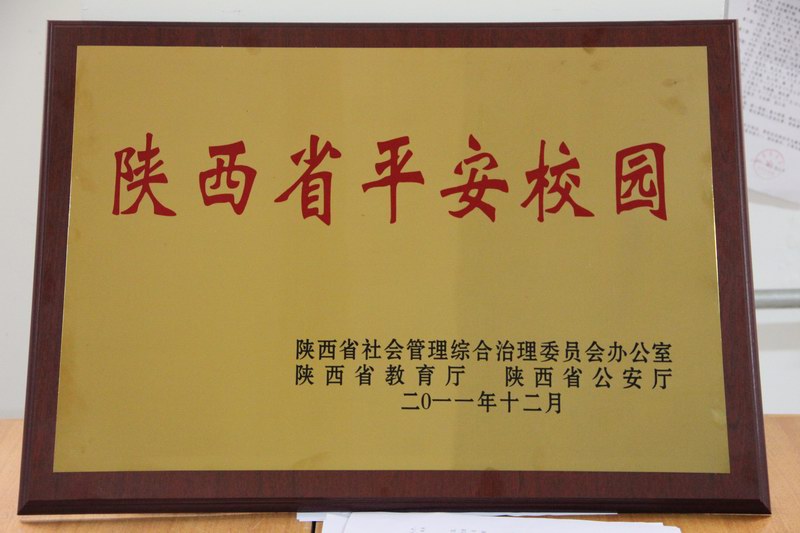 陕西省平安校园
陕西省社会管理综合治理委员会办公室
陕西省教育厅 陕西省公安厅
二0一一年十二月